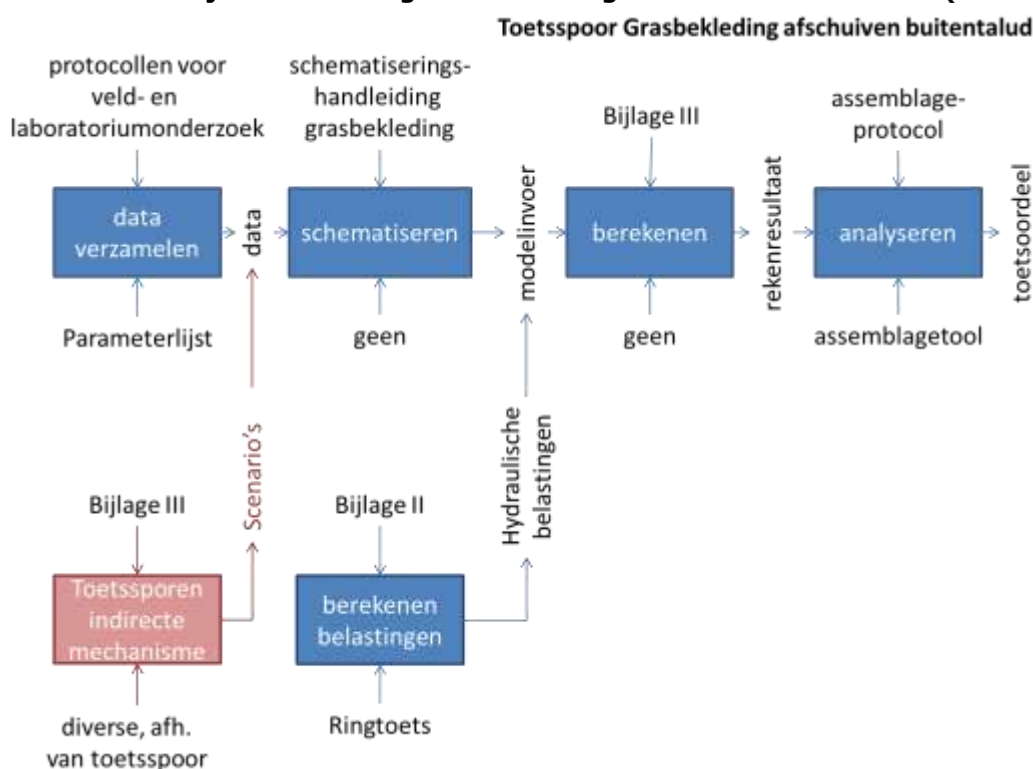 Toetsspoor Grasbekleding afschuiven buitentalud
protocollen voor
veld- en
laboratoriumonderzoek
schematiserings-
handleiding
grasbekleding
Bijlage III
assemblage-
protocol
data
verzamelen
data
schematiseren
modelinvoer
berekenen
rekenresultaat
analyseren
toetsoordeel
Parameterlijst
geen
geen
assemblagetool
Scenario's
Hydraulische
belastingen
Bijlage III
Bijlage II
Toetssporen
indirecte
mechanisme
berekenen
belastingen
diverse, afh.
van toetsspoor
Ringtoets